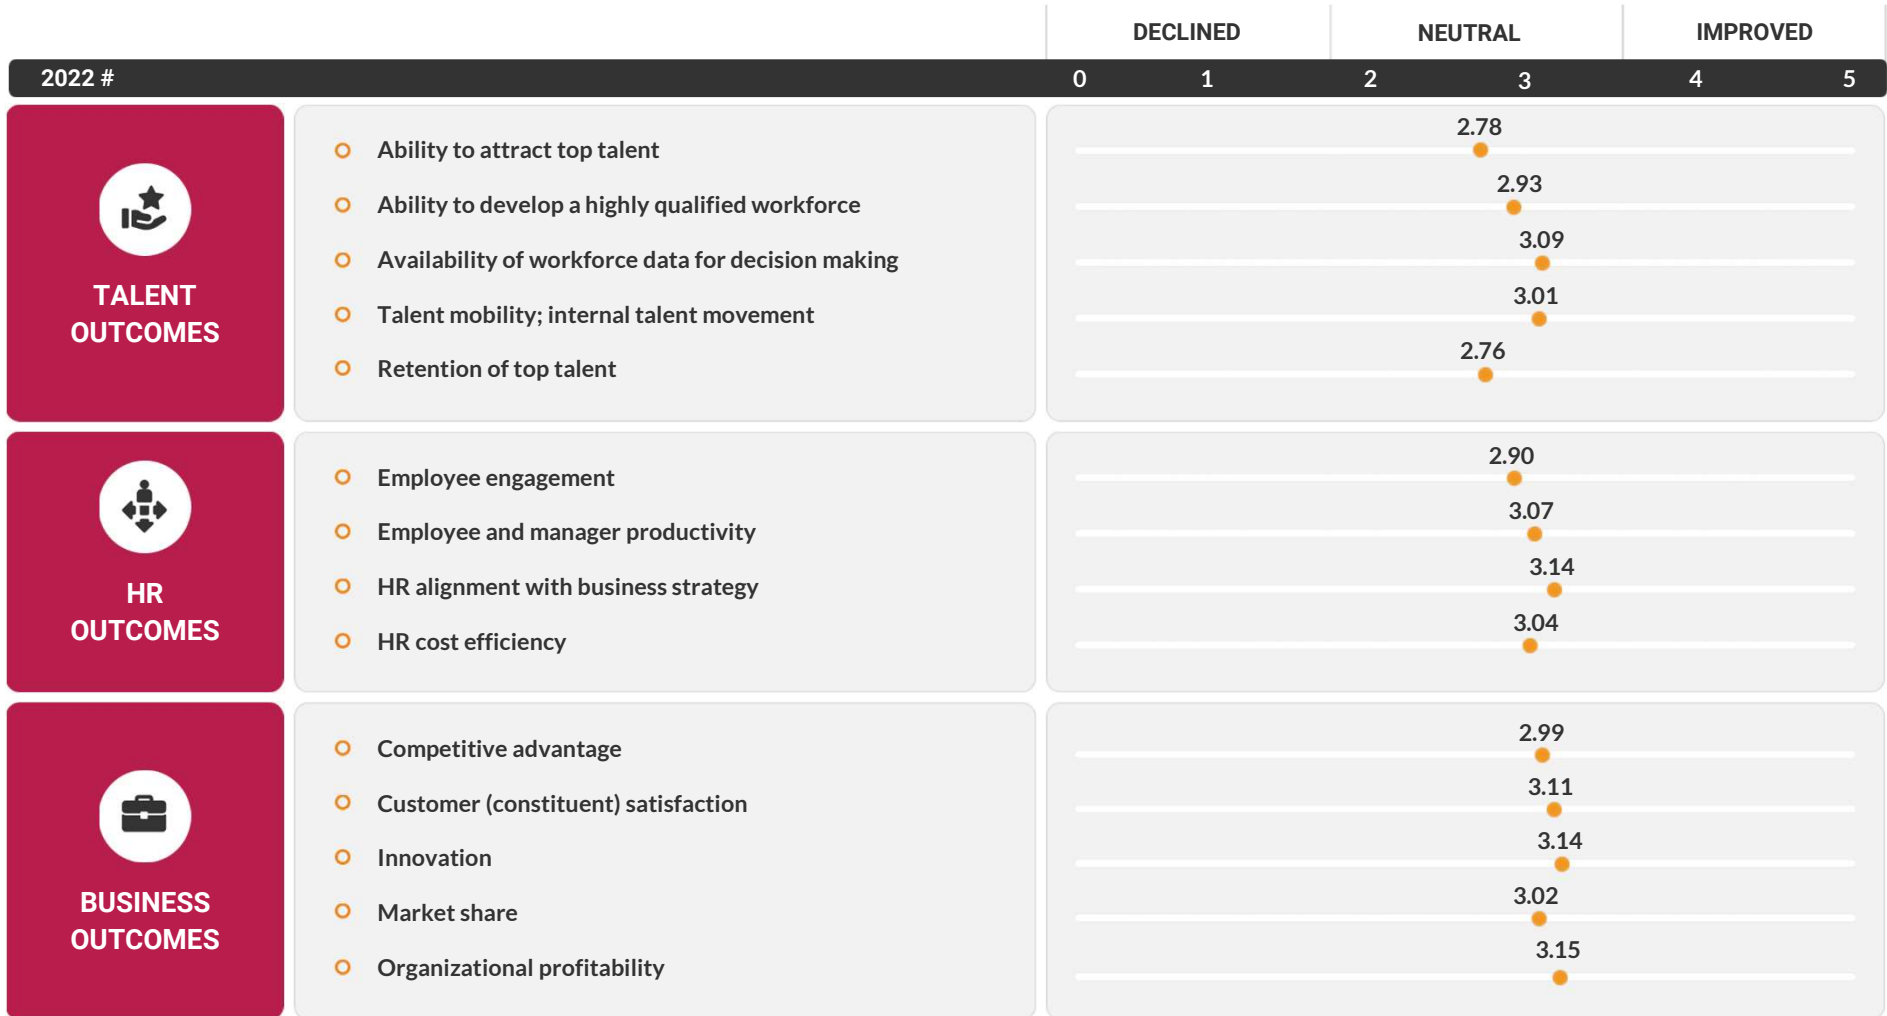 DECLINED NEUTRAL IMPROVED
2022 # 0 1 2 3 4 5
TALENT
OUTCOMES
Ability to attract top talent 2.78
Ability to develop a highly qualified workforce 2.93
Availability of workforce data for decision making 3.09
Talent mobility; internal talent movement 3.01
Retention of top talent 2.76
HR
OUTCOMES
Employee engagement 2.90
Employee and manager productivity 3.07
HR alignment with business strategy 3.14
HR cost efficiency 3.04
BUSINESS
OUTCOMES
Competitive advantage 2.99
Customer (constituent) satisfaction 3.11
Innovation 3.14
Market share 3.02
Organizational profitability 3.15